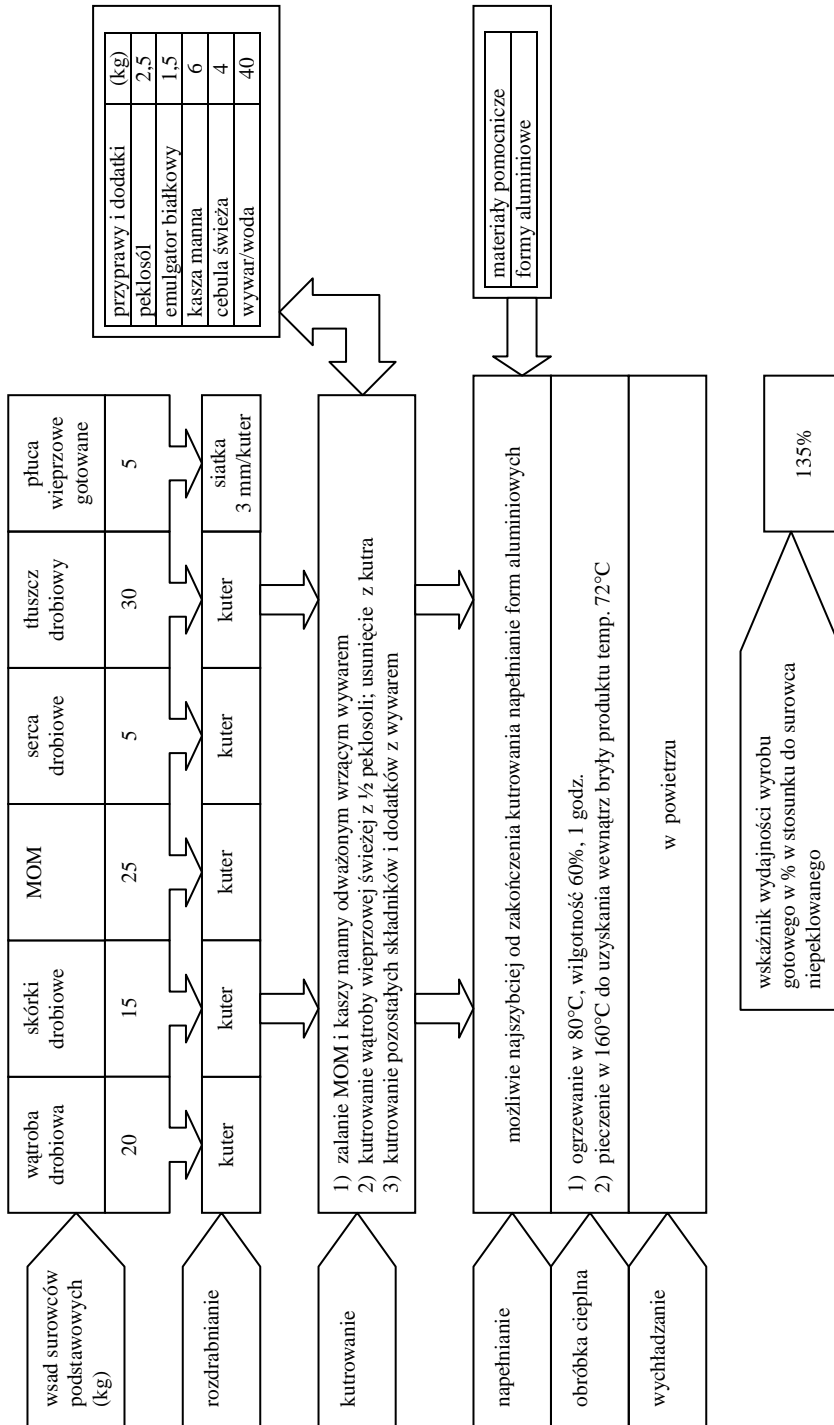 wsad surowców
podstawowych
(kg)
wątroba
drobiowa
skórki
drobiowe
MOM
serca
drobiowe
tłuszcz
drobiowy
płuca
wieprzowe
gotowane
20
15
25
5
30
5
rozdrabnianie
kuter
kuter
kuter
kuter
kuter
siatka
3 mm/kuter
przyprawy i dodatki (kg)
peklosól 2,5
emulgator białkowy 1,5
kasza manna 6
cebula świeża 4
wywar/woda 40
kutrowanie
1) zalanie MOM i kaszy manny odważonym wrzącym wywarem
2) kutrowanie wątroby wieprzowej świeżej z ½ peklosoli; usunięcie z kutra
3) kutrowanie pozostałych składników i dodatków z wywarem
napełnianie
możliwie najszybciej od zakończenia kutrowania napełnianie form aluminiowych
materiały pomocnicze
formy aluminiowe
obróbka cieplna
1) ogrzewanie w 80°C, wilgotność 60%, 1 godz.
2) pieczenie w 160°C do uzyskania wewnątrz bryły produktu temp. 72°C
wychładzanie
w powietrzu
wskaźnik wydajności wyrobu
gotowego w % w stosunku do surowca
niepeklowanego
135%